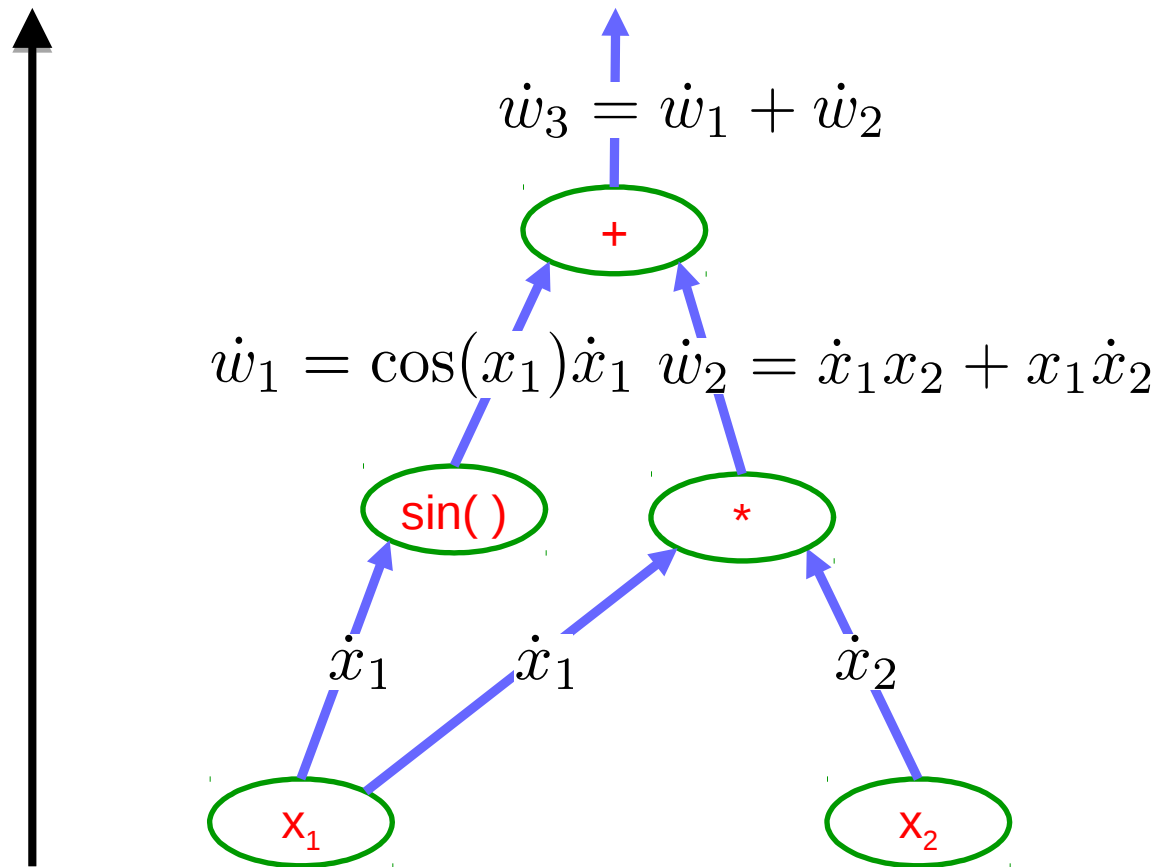 ẇ₃ = ẇ₁ + ẇ₂
+
ẇ₁ = cos(x₁)ẋ₁ ẇ₂ = ẋ₁x₂ + x₁ẋ₂
sin( ) *
ẋ₁ ẋ₁ ẋ₂
x₁ x₂